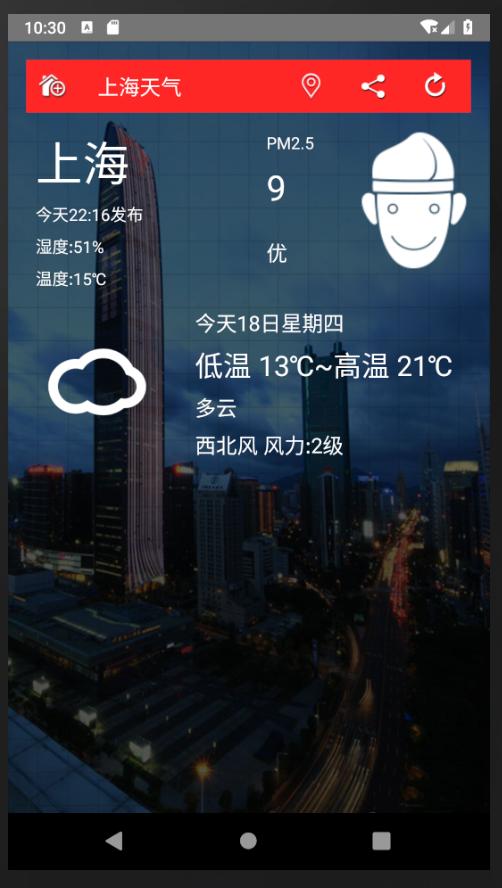 10:30
上海天气
上海
今天22:16发布
湿度:51%
温度:15℃
PM2.5
9
优
今天18日星期四
低温 13℃~高温 21℃
多云
西北风 风力:2级